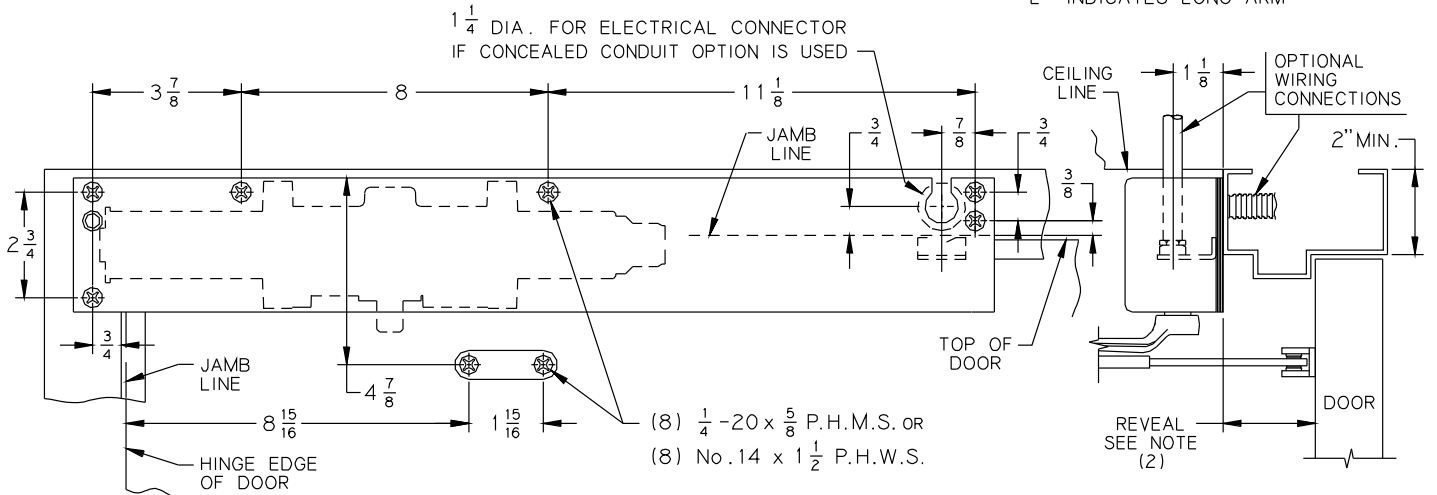 "L" INDICATES LONG ARM
1 1/4 DIA. FOR ELECTRICAL CONNECTOR
IF CONCEALED CONDUIT OPTION IS USED
3 7/8
8
11 1/8
CEILING
LINE
1 1/8
OPTIONAL
WIRING
CONNECTIONS
JAMB
LINE
3/4
7/8
3/4
3/8
2" MIN.
2 3/4
3/4
JAMB
LINE
4 7/8
TOP OF
DOOR
8 15/16
1 15/16
(8) 1/4 -20 x 5/8 P.H.M.S. OR
(8) No.14 x 1 1/2 P.H.W.S.
HINGE EDGE
OF DOOR
REVEAL
SEE NOTE
(2)
DOOR